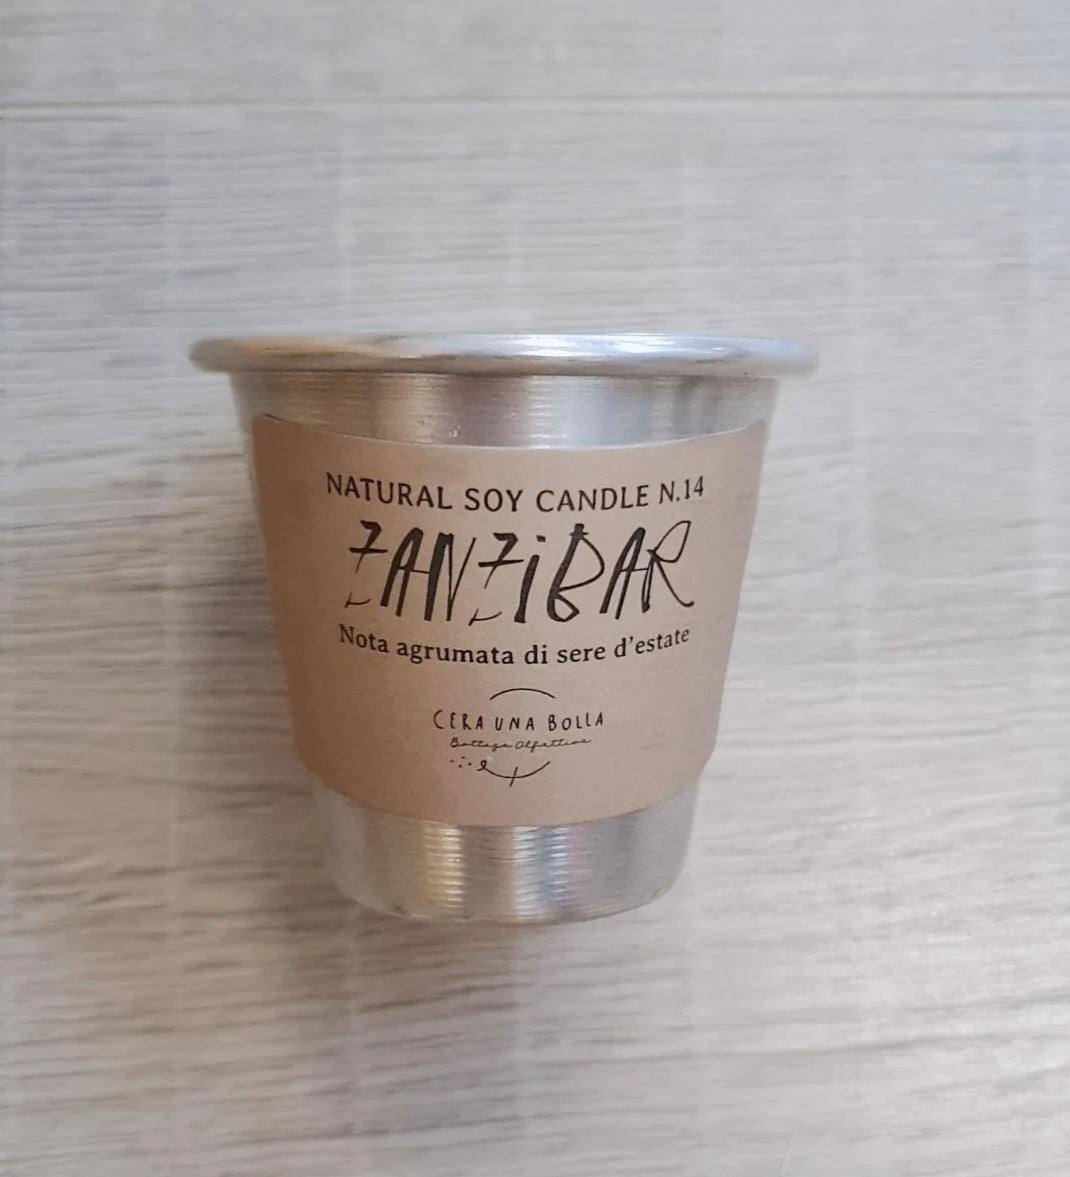 NATURAL SOY CANDLE N.14
ZANZiBAR
Nota agrumata di sere d'estate
CERA UNA BOLLA
Bottega Olfattiva